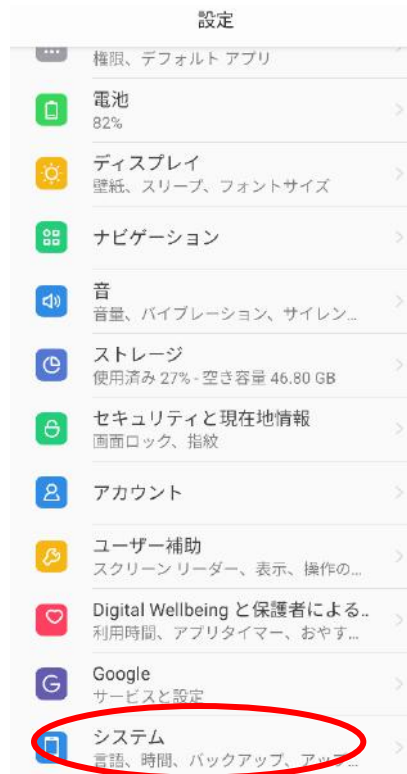 設定
権限、デフォルト アプリ
電池
82%
ディスプレイ
壁紙、スリープ、フォントサイズ
ナビゲーション
音
音量、バイブレーション、サイレン...
ストレージ
使用済み 27% - 空き容量 46.80 GB
セキュリティと現在地情報
画面ロック、指紋
アカウント
ユーザー補助
スクリーン リーダー、表示、操作の...
Digital Wellbeing と保護者による..
利用時間、アプリタイマー、おやす...
Google
サービスと設定
システム
言語、時間、バックアップ、アップ...